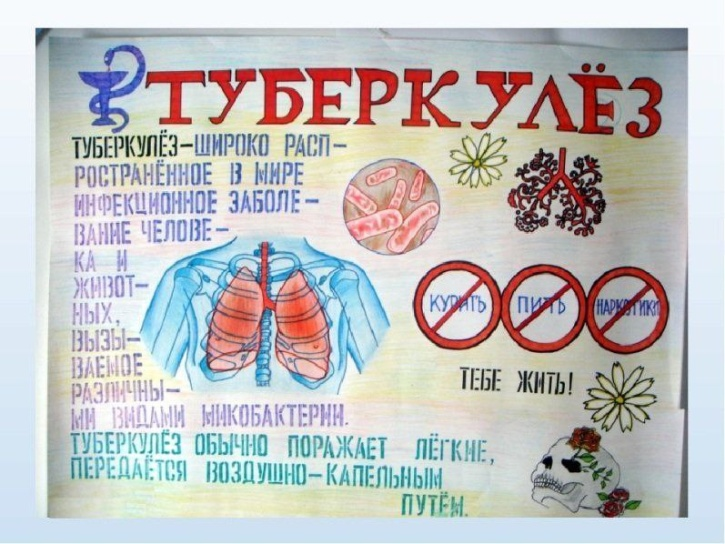 ТУБЕРКУЛЁЗ
ТУБЕРКУЛЁЗ-ШИРОКО РАСП-
РОСТРАНЁННОЕ В МИРЕ
ИНФЕКЦИОННОЕ ЗАБОЛЕ-
ВАНИЕ ЧЕЛОВЕ-
КА И
ЖИВОТ-
НЫХ,
ВЫЗЫ-
ВАЕМОЕ
РАЗЛИЧНЫ-
МИ ВИДАМИ МИКОБАКТЕРИИ.
ТУБЕРКУЛЁЗ ОБЫЧНО ПОРАЖАЕТ ЛЁГКИЕ,
ПЕРЕДАЁТСЯ ВОЗДУШНО-КАПЕЛЬНЫМ
ПУТЁМ.
КУРИТЬ ПИТЬ НАРКОТИКИ
ТЕБЕ ЖИТЬ!